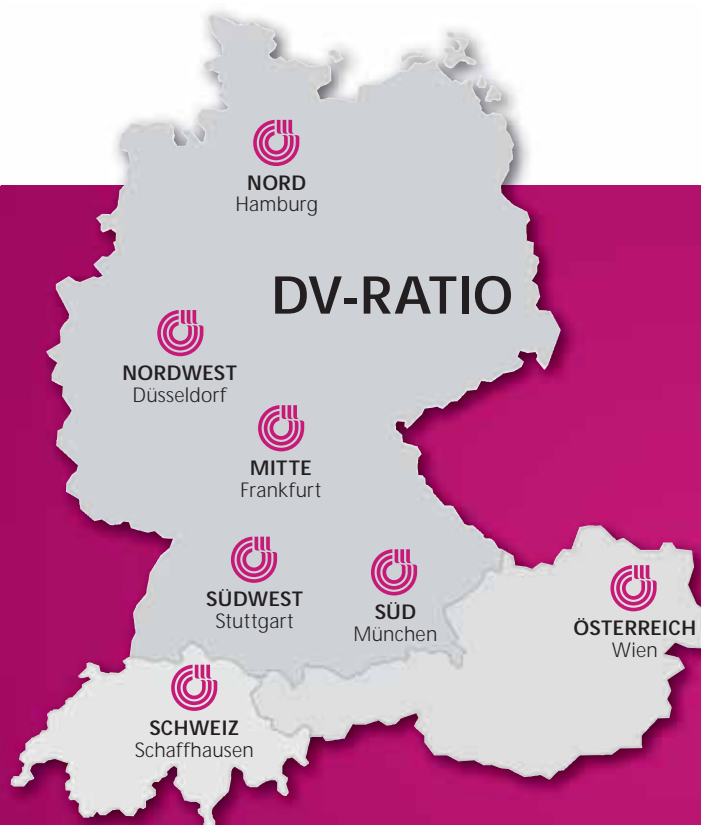 NORD
Hamburg
DV-RATIO
NORDWEST
Düsseldorf
MITTE
Frankfurt
SÜDWEST
Stuttgart
SÜD
München
ÖSTERREICH
Wien
SCHWEIZ
Schaffhausen